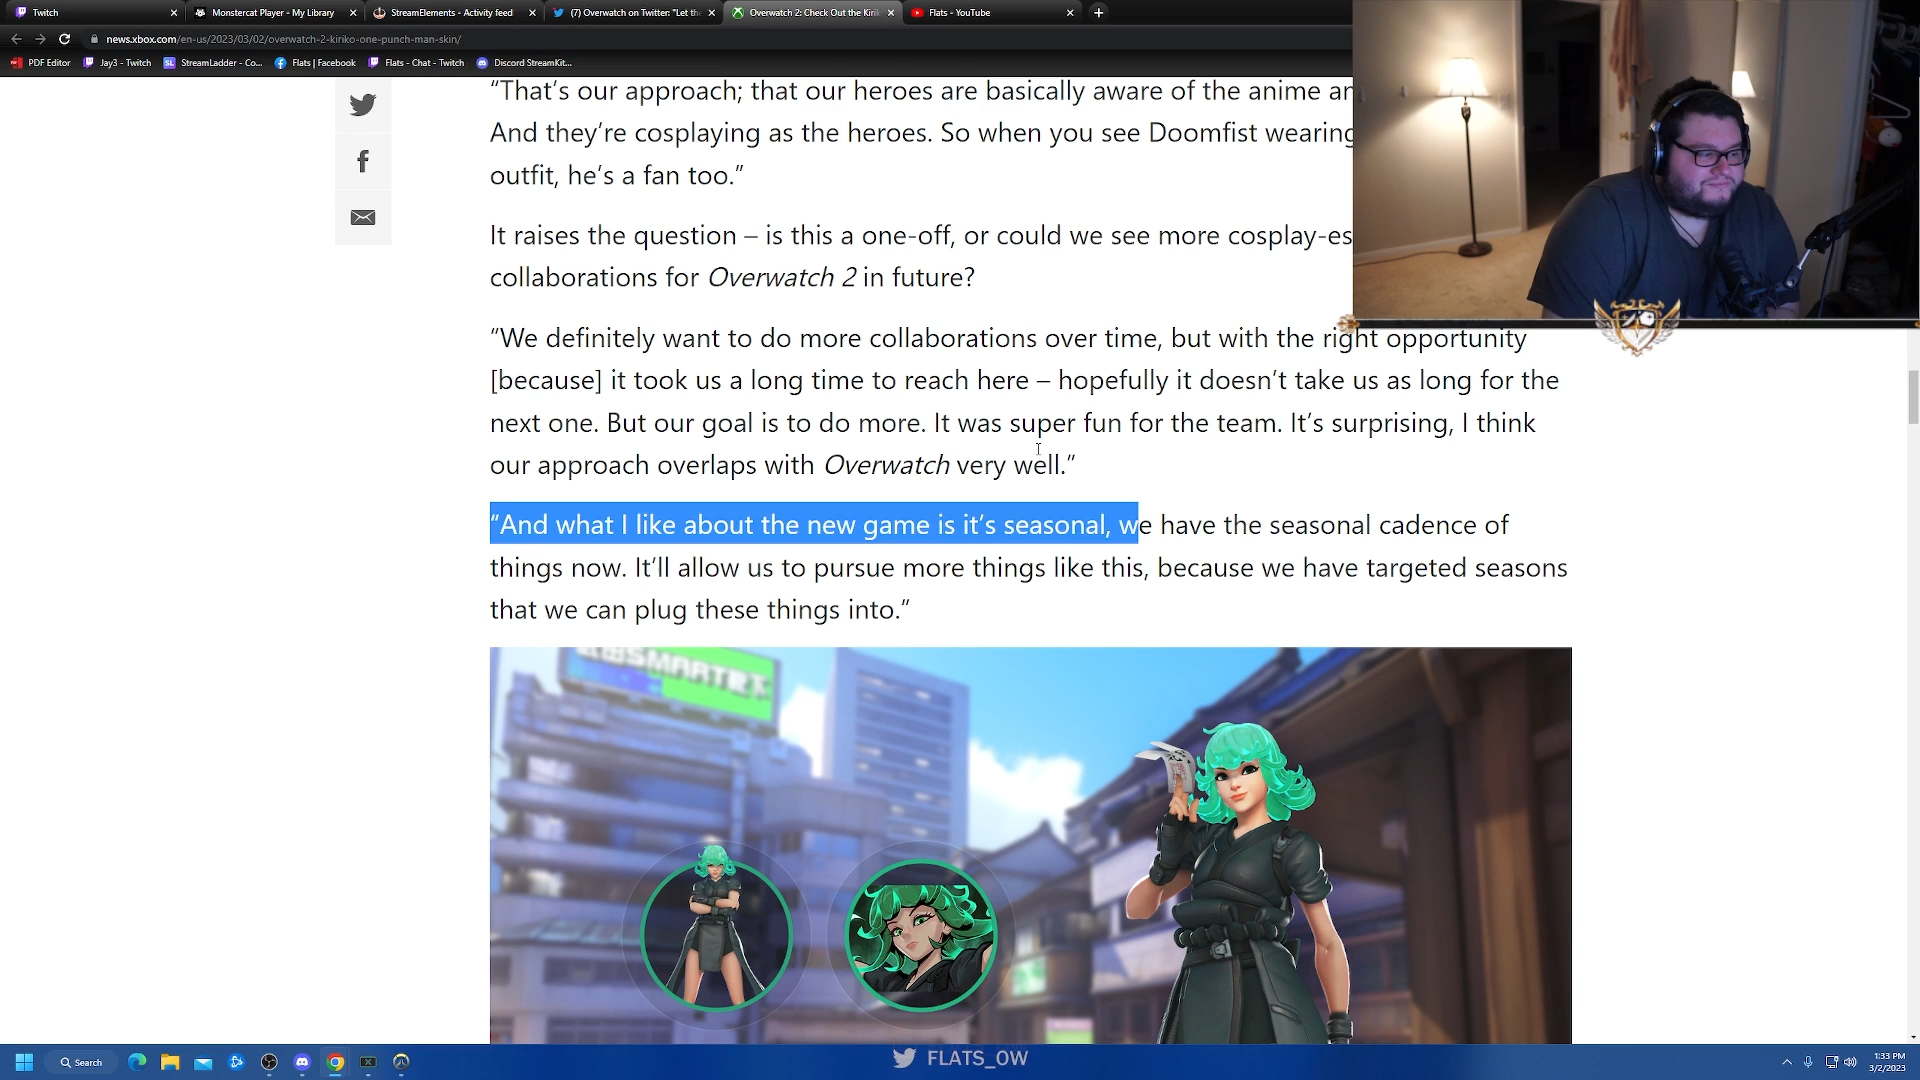 Twitch
Monstercat Player - My Library
StreamElements - Activity feed
(7) Overwatch on Twitter: "Let the
Overwatch 2: Check Out the Kirik
Flats - YouTube
news.xbox.com/en-us/2023/03/02/overwatch-2-kiriko-one-punch-man-skin/
PDF Editor
Jay3 - Twitch
StreamLadder - Co...
Flats | Facebook
Flats - Chat - Twitch
Discord StreamKit...
“That’s our approach; that our heroes are basically aware of the anime an
And they’re cosplaying as the heroes. So when you see Doomfist wearing
outfit, he’s a fan too.”
It raises the question – is this a one-off, or could we see more cosplay-es
collaborations for Overwatch 2 in future?
“We definitely want to do more collaborations over time, but with the right opportunity
[because] it took us a long time to reach here – hopefully it doesn’t take us as long for the
next one. But our goal is to do more. It was super fun for the team. It’s surprising, I think
our approach overlaps with Overwatch very well.”
“And what I like about the new game is it’s seasonal, we have the seasonal cadence of
things now. It’ll allow us to pursue more things like this, because we have targeted seasons
that we can plug these things into.”
Search
FLATS_OW
1:33 PM
3/2/2023